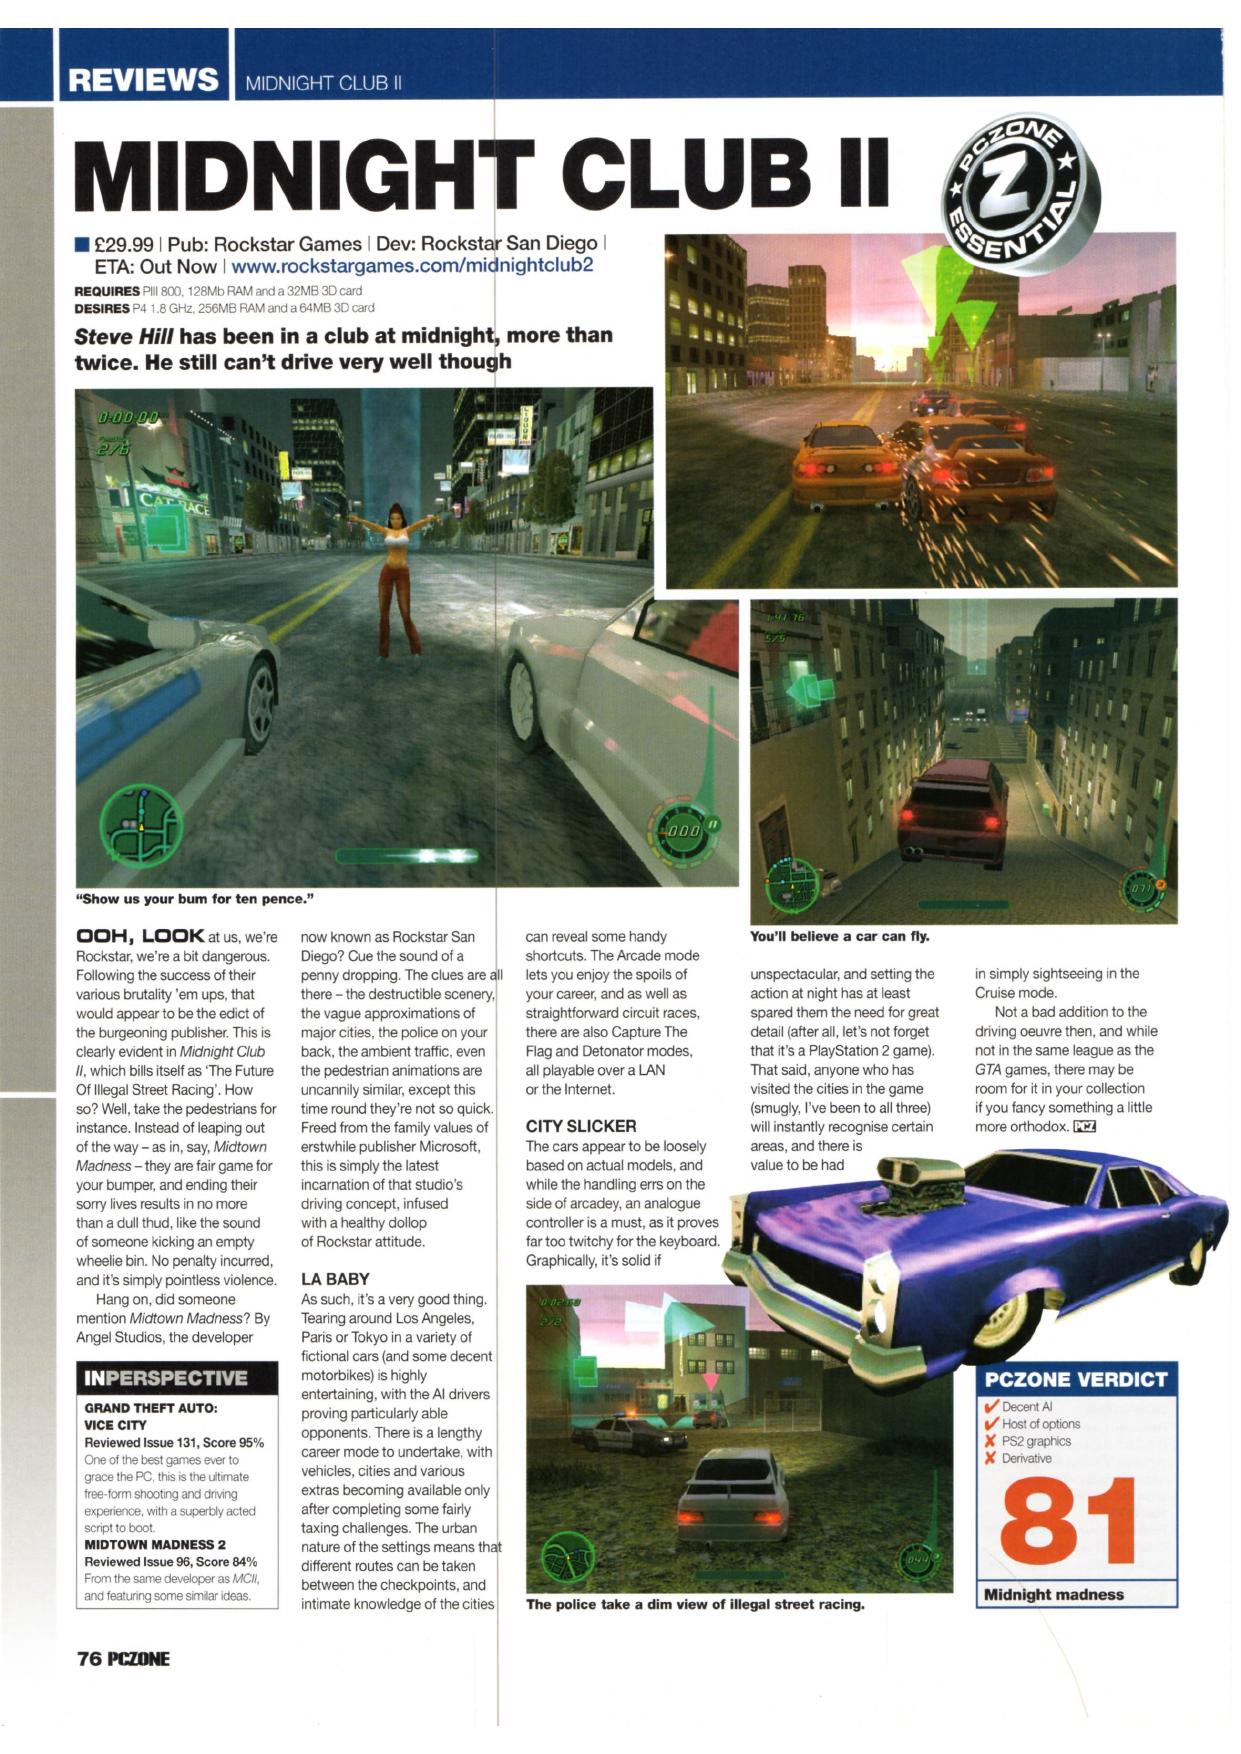 REVIEWS
MIDNIGHT CLUB II
MIDNIGHT CLUB II
PCZONE
Z
ESSENTIAL
£29.99 | Pub: Rockstar Games | Dev: Rockstar San Diego |
ETA: Out Now | www.rockstargames.com/midnightclub2
REQUIRES PIII 800, 128Mb RAM and a 32MB 3D card
DESIRES P4 1.8 GHz, 256MB RAM and a 64MB 3D card
Steve Hill has been in a club at midnight, more than
twice. He still can't drive very well though
0:00:00
2/6
CAT RACE
LIQUOR
000
"Show us your bum for ten pence."
5/5
071
You'll believe a car can fly.
OOH, LOOK at us, we're
Rockstar, we're a bit dangerous.
Following the success of their
various brutality 'em ups, that
would appear to be the edict of
the burgeoning publisher. This is
clearly evident in Midnight Club
II, which bills itself as 'The Future
Of Illegal Street Racing'. How
so? Well, take the pedestrians for
instance. Instead of leaping out
of the way – as in, say, Midtown
Madness – they are fair game for
your bumper, and ending their
sorry lives results in no more
than a dull thud, like the sound
of someone kicking an empty
wheelie bin. No penalty incurred,
and it's simply pointless violence.
Hang on, did someone
mention Midtown Madness? By
Angel Studios, the developer
now known as Rockstar San
Diego? Cue the sound of a
penny dropping. The clues are all
there – the destructible scenery,
the vague approximations of
major cities, the police on your
back, the ambient traffic, even
the pedestrian animations are
uncannily similar, except this
time round they're not so quick.
Freed from the family values of
erstwhile publisher Microsoft,
this is simply the latest
incarnation of that studio's
driving concept, infused
with a healthy dollop
of Rockstar attitude.
LA BABY
As such, it's a very good thing.
Tearing around Los Angeles,
Paris or Tokyo in a variety of
fictional cars (and some decent
motorbikes) is highly
entertaining, with the AI drivers
proving particularly able
opponents. There is a lengthy
career mode to undertake, with
vehicles, cities and various
extras becoming available only
after completing some fairly
taxing challenges. The urban
nature of the settings means that
different routes can be taken
between the checkpoints, and
intimate knowledge of the cities
can reveal some handy
shortcuts. The Arcade mode
lets you enjoy the spoils of
your career, and as well as
straightforward circuit races,
there are also Capture The
Flag and Detonator modes,
all playable over a LAN
or the Internet.
CITY SLICKER
The cars appear to be loosely
based on actual models, and
while the handling errs on the
side of arcadey, an analogue
controller is a must, as it proves
far too twitchy for the keyboard.
Graphically, it's solid if
unspectacular, and setting the
action at night has at least
spared them the need for great
detail (after all, let's not forget
that it's a PlayStation 2 game).
That said, anyone who has
visited the cities in the game
(smugly, I've been to all three)
will instantly recognise certain
areas, and there is
value to be had
in simply sightseeing in the
Cruise mode.
Not a bad addition to the
driving oeuvre then, and while
not in the same league as the
GTA games, there may be
room for it in your collection
if you fancy something a little
more orthodox. PCZ
INPERSPECTIVE
GRAND THEFT AUTO:
VICE CITY
Reviewed Issue 131, Score 95%
One of the best games ever to
grace the PC, this is the ultimate
free-form shooting and driving
experience, with a superbly acted
script to boot.
MIDTOWN MADNESS 2
Reviewed Issue 96, Score 84%
From the same developer as MCII,
and featuring some similar ideas.
2/2
044
The police take a dim view of illegal street racing.
PCZONE VERDICT
Decent AI
Host of options
PS2 graphics
Derivative
81
Midnight madness
76 PCZONE